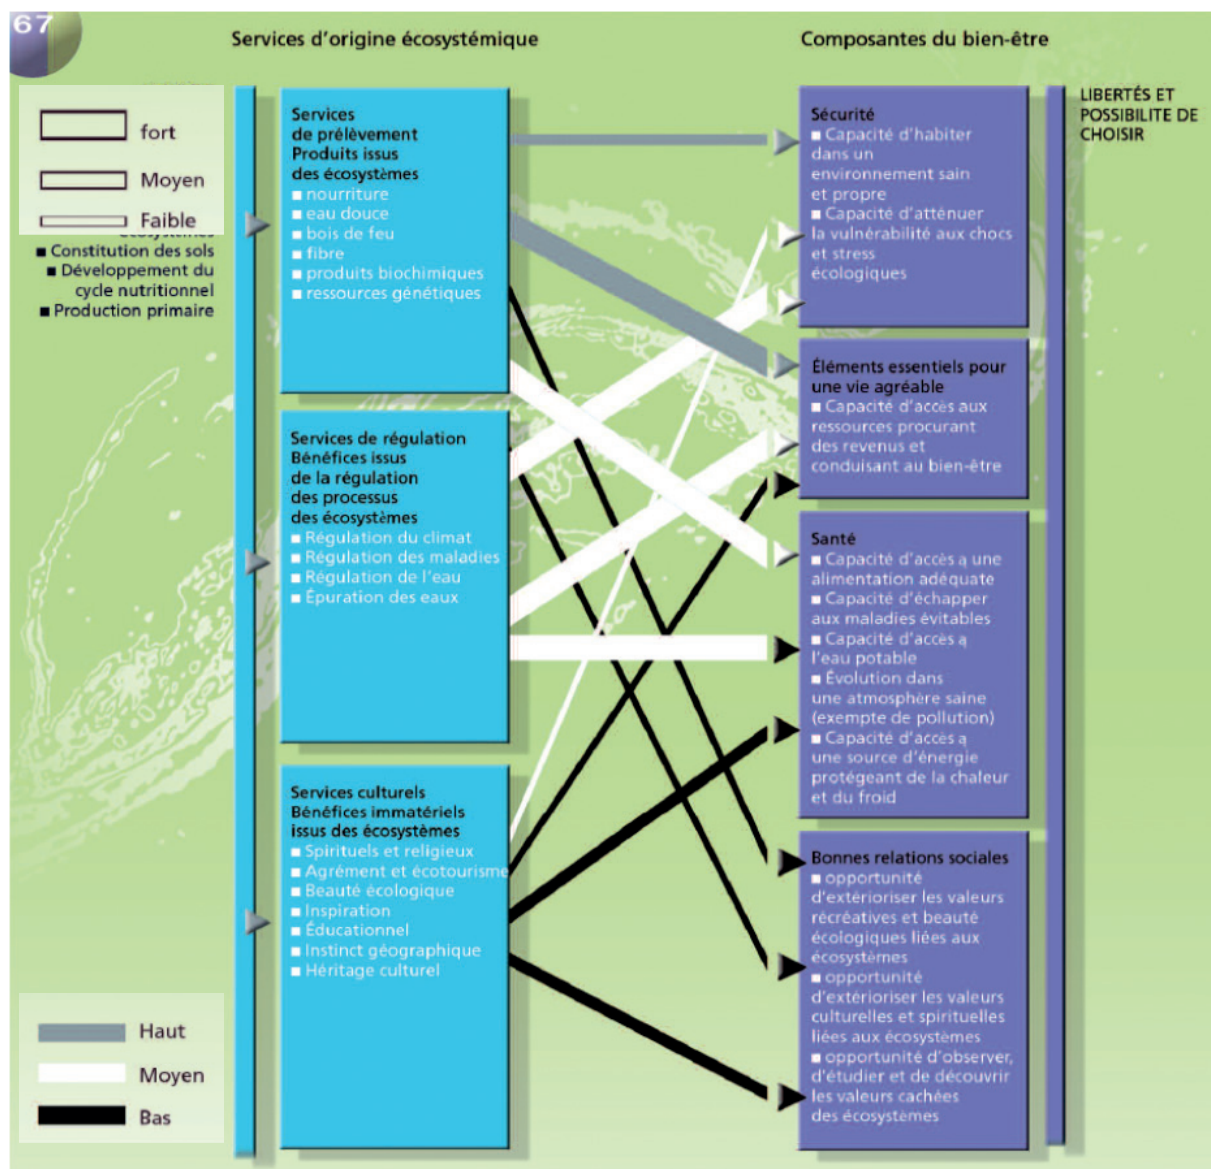 67
Services d'origine écosystémique
Composantes du bien-être
fort
Moyen
Faible
écosystèmes
■ Constitution des sols
■ Développement du
cycle nutritionnel
■ Production primaire
Services
de prélèvement
Produits issus
des écosystèmes
■ nourriture
■ eau douce
■ bois de feu
■ fibre
■ produits biochimiques
■ ressources génétiques
Services de régulation
Bénéfices issus
de la régulation
des processus
des écosystèmes
■ Régulation du climat
■ Régulation des maladies
■ Régulation de l'eau
■ Épuration des eaux
Services culturels
Bénéfices immatériels
issus des écosystèmes
■ Spirituels et religieux
■ Agrément et écotourisme
■ Beauté écologique
■ Inspiration
■ Éducationnel
■ Instinct géographique
■ Héritage culturel
Sécurité
■ Capacité d'habiter
dans un
environnement sain
et propre
■ Capacité d'atténuer
la vulnérabilité aux chocs
et stress
écologiques
Éléments essentiels pour
une vie agréable
■ Capacité d'accès aux
ressources procurant
des revenus et
conduisant au bien-être
Santé
■ Capacité d'accès ą une
alimentation adéquate
■ Capacité d'échapper
aux maladies évitables
■ Capacité d'accès ą
l'eau potable
■ Évolution dans
une atmosphère saine
(exempte de pollution)
■ Capacité d'accès ą
une source d'énergie
protégeant de la chaleur
et du froid
Bonnes relations sociales
■ opportunité
d'extérioriser les valeurs
récréatives et beauté
écologiques liées aux
écosystèmes
■ opportunité
d'extérioriser les valeurs
culturelles et spirituelles
liées aux écosystèmes
■ opportunité d'observer,
d'étudier et de découvrir
les valeurs cachées
des écosystèmes
LIBERTÉS ET
POSSIBILITE DE
CHOISIR
Haut
Moyen
Bas